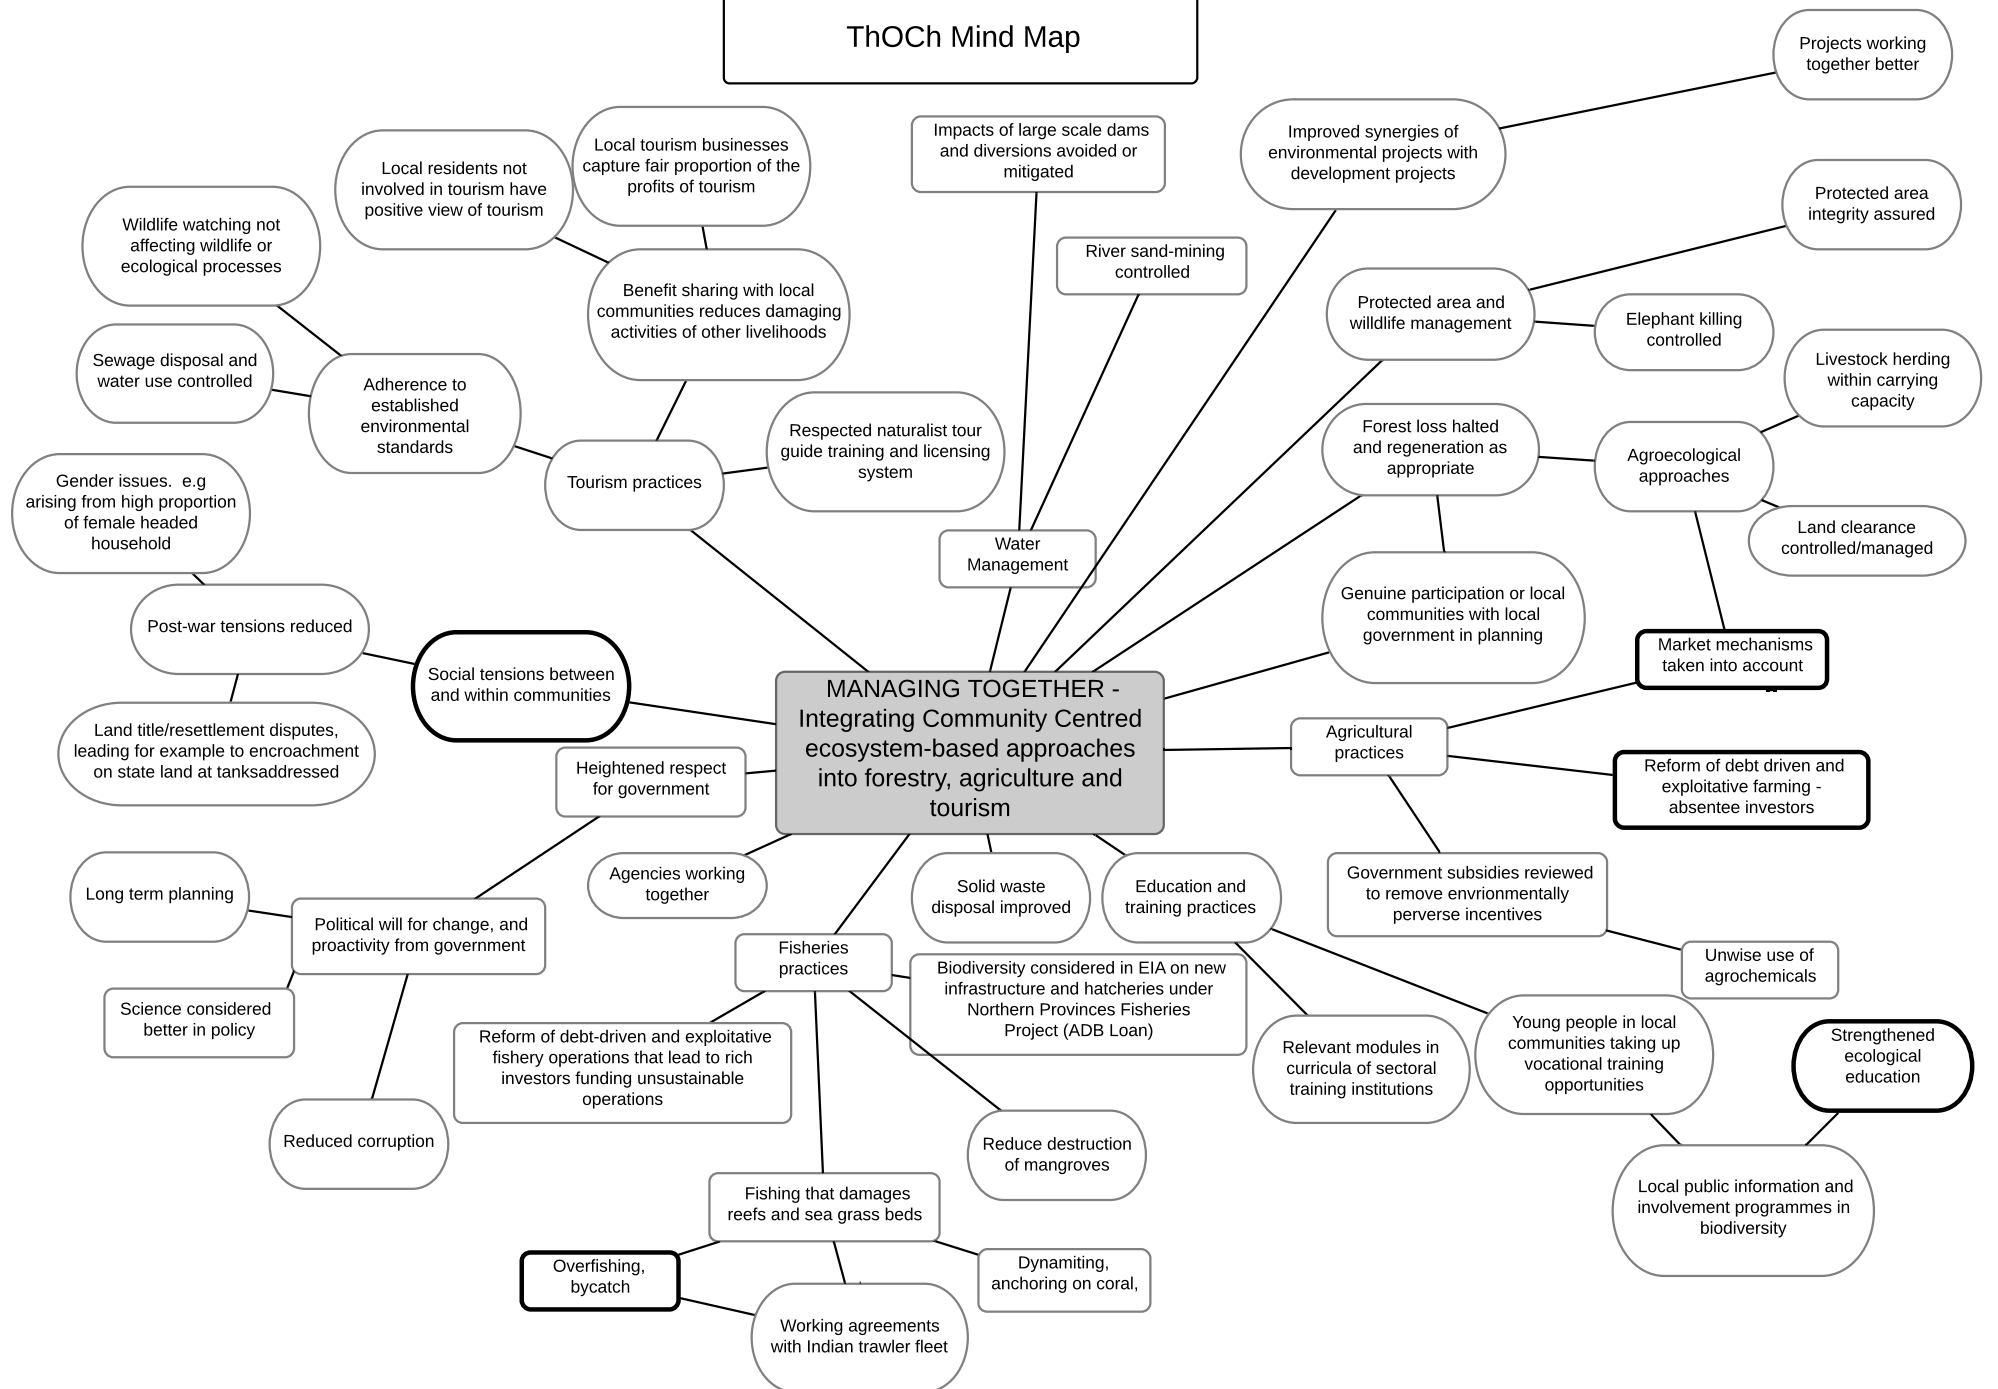 ThOCh Mind Map
Projects working
together better
Local tourism businesses
capture fair proportion of the
profits of tourism
Impacts of large scale dams
and diversions avoided or
mitigated
Improved synergies of
environmental projects with
development projects
Local residents not
involved in tourism have
positive view of tourism
Protected area
integrity assured
Wildlife watching not
affecting wildlife or
ecological processes
River sand-mining
controlled
Benefit sharing with local
communities reduces damaging
activities of other livelihoods
Protected area and
willdlife management
Elephant killing
controlled
Sewage disposal and
water use controlled
Livestock herding
within carrying
capacity
Adherence to
established
environmental
standards
Respected naturalist tour
guide training and licensing
system
Forest loss halted
and regeneration as
appropriate
Agroecological
approaches
Tourism practices
Gender issues.  e.g
arising from high proportion
of female headed
household
Land clearance
controlled/managed
Water
Management
Genuine participation or local
communities with local
government in planning
Post-war tensions reduced
Market mechanisms
taken into account
Social tensions between
and within communities
MANAGING TOGETHER -
Integrating Community Centred
ecosystem-based approaches
into forestry, agriculture and
tourism
Land title/resettlement disputes,
leading for example to encroachment
on state land at tanksaddressed
Agricultural
practices
Heightened respect
for government
Reform of debt driven and
exploitative farming -
absentee investors
Long term planning
Agencies working
together
Solid waste
disposal improved
Education and
training practices
Government subsidies reviewed
to remove envrionmentally
perverse incentives
Political will for change, and
proactivity from government
Fisheries
practices
Unwise use of
agrochemicals
Biodiversity considered in EIA on new
infrastructure and hatcheries under
Northern Provinces Fisheries
Project (ADB Loan)
Science considered
better in policy
Reform of debt-driven and exploitative
fishery operations that lead to rich
investors funding unsustainable
operations
Relevant modules in
curricula of sectoral
training institutions
Young people in local
communities taking up
vocational training
opportunities
Strengthened
ecological
education
Reduced corruption
Reduce destruction
of mangroves
Fishing that damages
reefs and sea grass beds
Local public information and
involvement programmes in
biodiversity
Overfishing,
bycatch
Dynamiting,
anchoring on coral,
Working agreements
with Indian trawler fleet